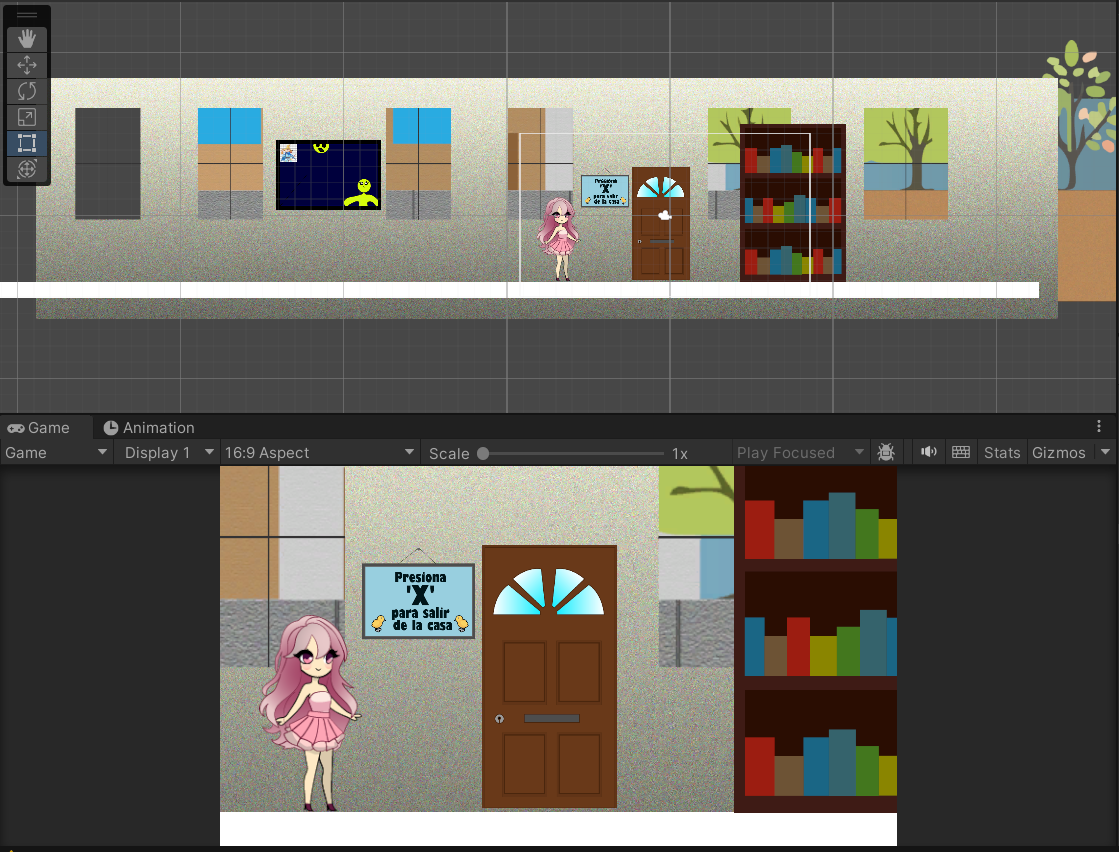 Presiona
'X'
para salir
de la casa
Game
Animation
Game
Display 1
16:9 Aspect
Scale
1x
Play Focused
Stats
Gizmos
Presiona
'X'
para salir
de la casa